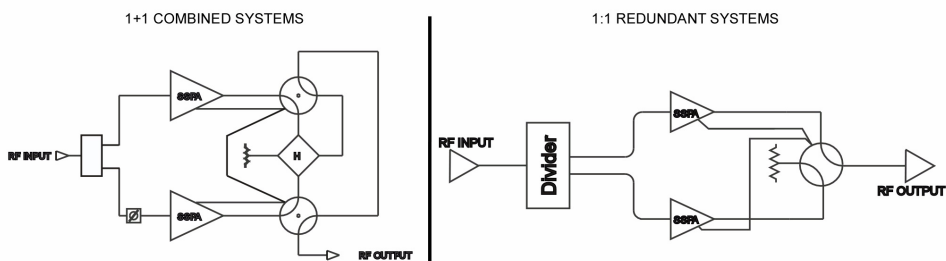 1+1 COMBINED SYSTEMS
SSPA
RF INPUT
H
Ø
SSPA
RF OUTPUT
1:1 REDUNDANT SYSTEMS
SSPA
RF INPUT
Divider
RF OUTPUT
SSPA